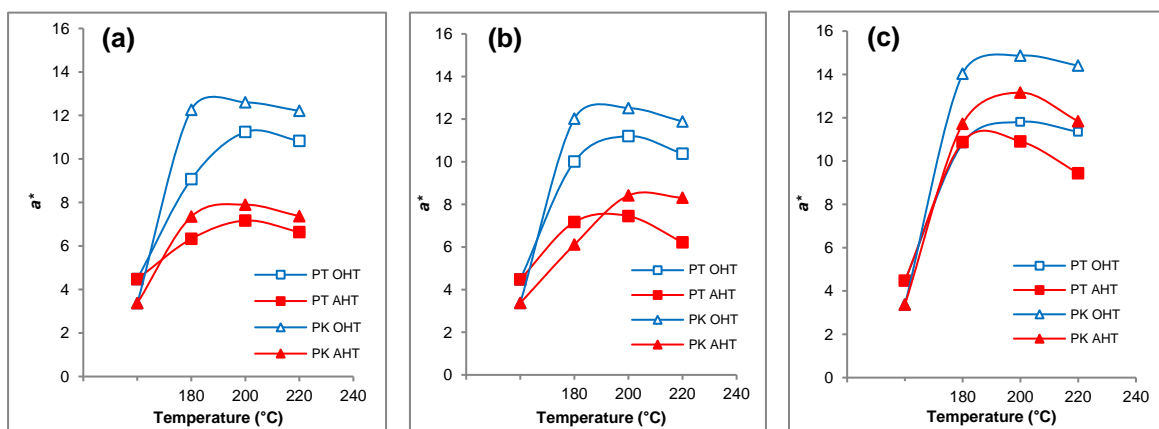 (a)
16
14
12
10
8
6
4
2
0
a*
180
200
220
240
Temperature (°C)
PT OHT
PT AHT
PK OHT
PK AHT
(b)
16
14
12
10
8
6
4
2
0
a*
180
200
220
240
Temperature (°C)
PT OHT
PT AHT
PK OHT
PK AHT
(c)
16
14
12
10
8
6
4
2
0
a*
180
200
220
240
Temperature (°C)
PT OHT
PT AHT
PK OHT
PK AHT